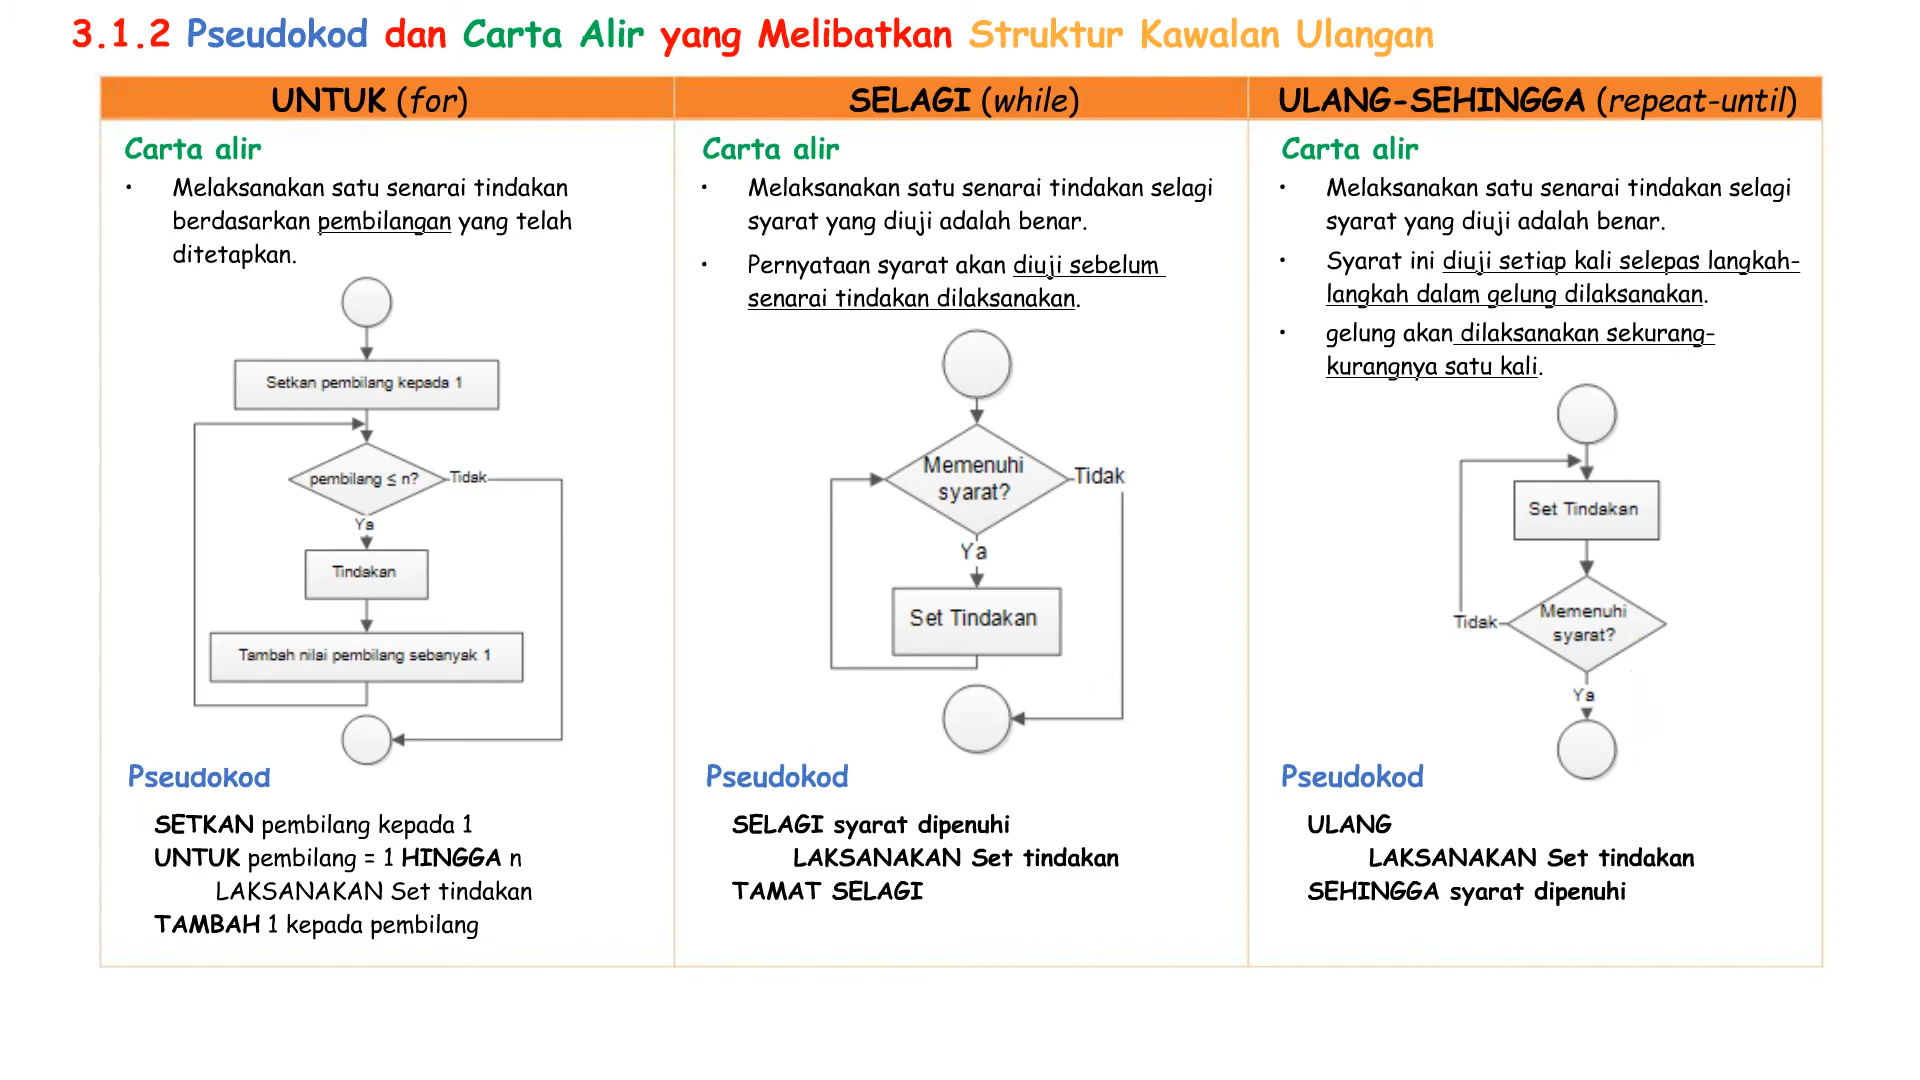 3.1.2 Pseudokod dan Carta Alir yang Melibatkan Struktur Kawalan Ulangan
UNTUK (for)
Carta alir
• Melaksanakan satu senarai tindakan
berdasarkan pembilangan yang telah
ditetapkan.
Setkan pembilang kepada 1
pembilang ≤ n?
Tidak
Ya
Tindakan
Tambah nilai pembilang sebanyak 1
Pseudokod
SETKAN pembilang kepada 1
UNTUK pembilang = 1 HINGGA n
LAKSANAKAN Set tindakan
TAMBAH 1 kepada pembilang
SELAGI (while)
Carta alir
• Melaksanakan satu senarai tindakan selagi
syarat yang diuji adalah benar.
• Pernyataan syarat akan diuji sebelum
senarai tindakan dilaksanakan.
Memenuhi
syarat?
Tidak
Ya
Set Tindakan
Pseudokod
SELAGI syarat dipenuhi
LAKSANAKAN Set tindakan
TAMAT SELAGI
ULANG-SEHINGGA (repeat-until)
Carta alir
• Melaksanakan satu senarai tindakan selagi
syarat yang diuji adalah benar.
• Syarat ini diuji setiap kali selepas langkah-
langkah dalam gelung dilaksanakan.
• gelung akan dilaksanakan sekurang-
kurangnya satu kali.
Set Tindakan
Memenuhi
syarat?
Tidak
Ya
Pseudokod
ULANG
LAKSANAKAN Set tindakan
SEHINGGA syarat dipenuhi